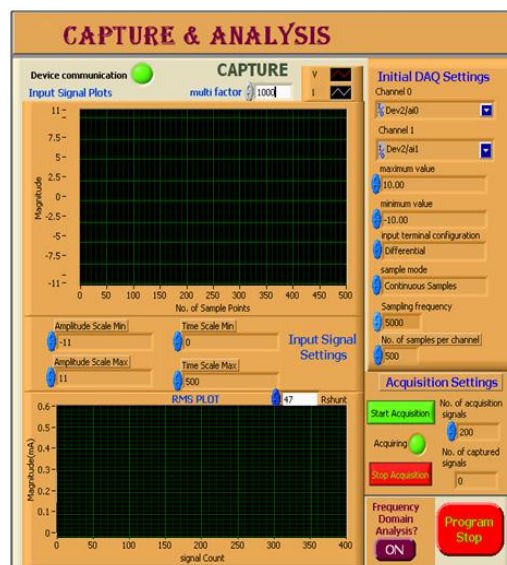 CAPTURE & ANALYSIS
Device communication
CAPTURE
Input Signal Plots
multi factor
1000
V
I
11
7.5
5
2.5
0
-2.5
-5
-7.5
-11
Magnitude
0 50 100 150 200 250 300 350 400 450 500
No. of Sample Points
Amplitude Scale Min
-11
Time Scale Min
0
Input Signal
Settings
Amplitude Scale Max
11
Time Scale Max
500
RMS PLOT
47
Rshunt
0.6
0.5
0.4
0.3
0.2
0.1
0
Magnitude(mA)
0 50 100 150 200 250 300 350 400
signal Count
Initial DAQ Settings
Channel 0
Dev2/ai0
Channel 1
Dev2/ai1
maximum value
10.00
minimum value
-10.00
input terminal configuration
Differential
sample mode
Continuous Samples
Sampling frequency
5000
No. of samples per channel
500
Acquisition Settings
Start Acquisition
No. of acquisition
signals
200
Acquiring
No. of captured
signals
0
Stop Acquisition
Frequency
Domain
Analysis?
ON
Program
Stop